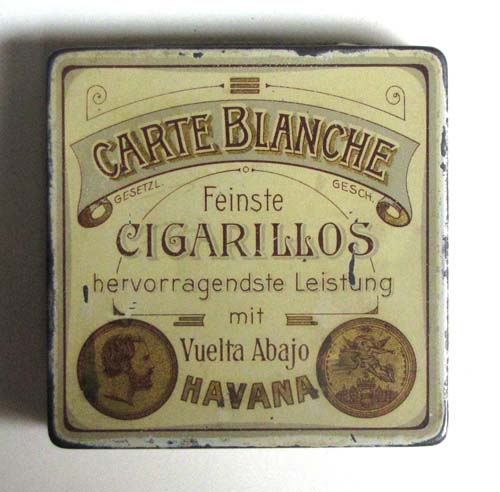 CARTE BLANCHE
GESETZL. GESCH.
Feinste
CIGARILLOS
hervorragendste Leistung
mit
Vuelta Abajo
HAVANA